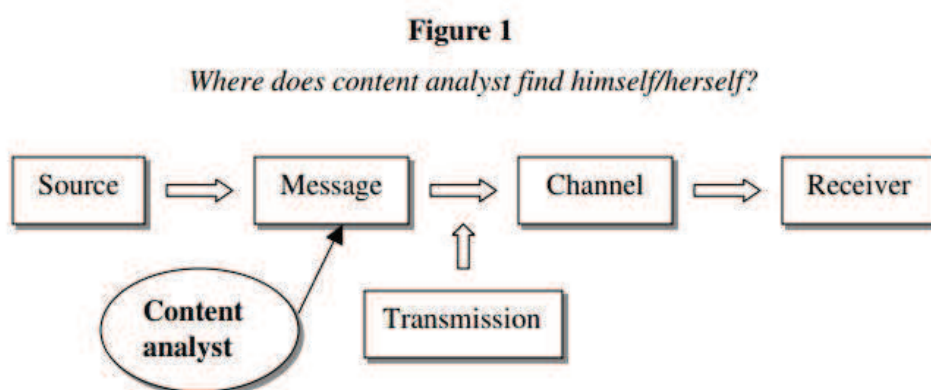 Figure 1
Where does content analyst find himself/herself?
Source
Message
Channel
Receiver
Content
analyst
Transmission